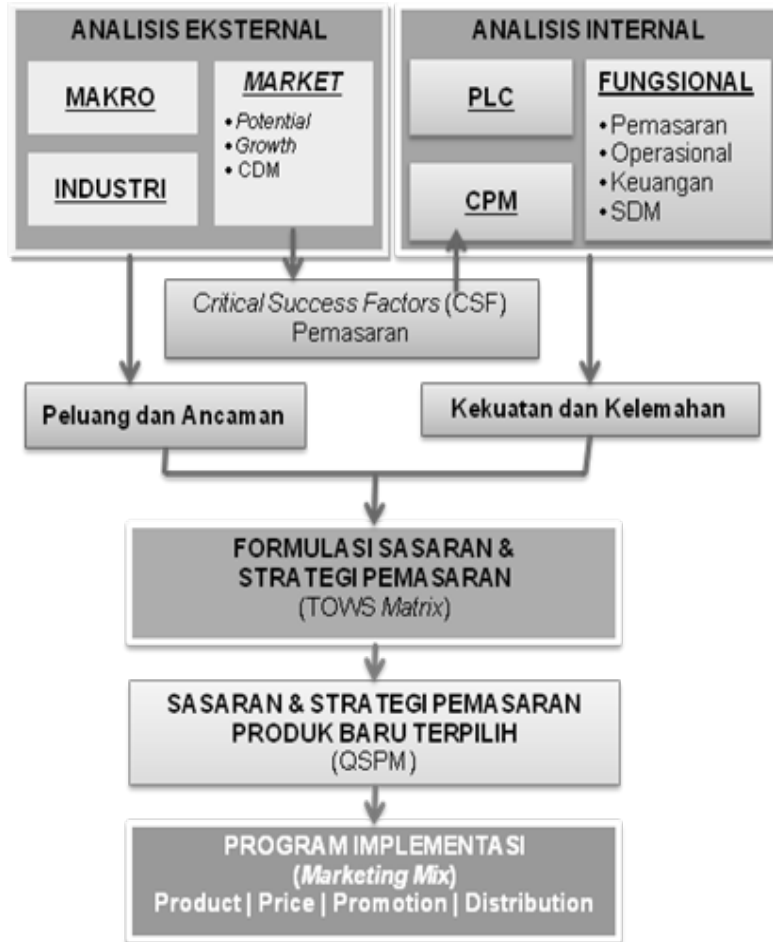 ANALISIS EKSTERNAL
MAKRO
INDUSTRI
MARKET
• Potential
• Growth
• CDM
ANALISIS INTERNAL
PLC
CPM
FUNGSIONAL
• Pemasaran
• Operasional
• Keuangan
• SDM
Critical Success Factors (CSF)
Pemasaran
Peluang dan Ancaman
Kekuatan dan Kelemahan
FORMULASI SASARAN &
STRATEGI PEMASARAN
(TOWS Matrix)
SASARAN & STRATEGI PEMASARAN
PRODUK BARU TERPILIH
(QSPM)
PROGRAM IMPLEMENTASI
(Marketing Mix)
Product | Price | Promotion | Distribution